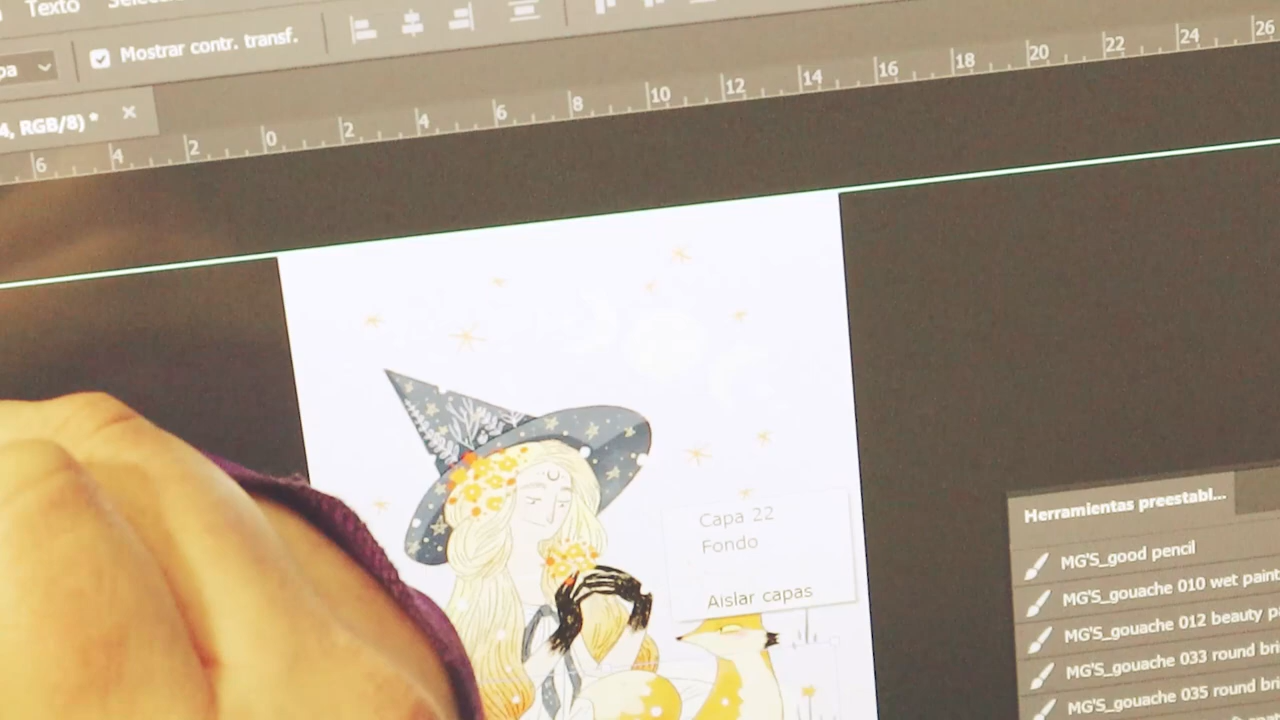 Texto
Mostrar contr. transf.
4, RGB/8) * ×
6 4 2 0 2 4 6 8 10 12 14 16 18 20 22 24 26
Capa 22
Fondo
Aislar capas
Herramientas preestabl...
MG'S_good pencil
MG'S_gouache 010 wet paint
MG'S_gouache 012 beauty
MG'S_gouache 033 round
MG'S_gouache 035 round